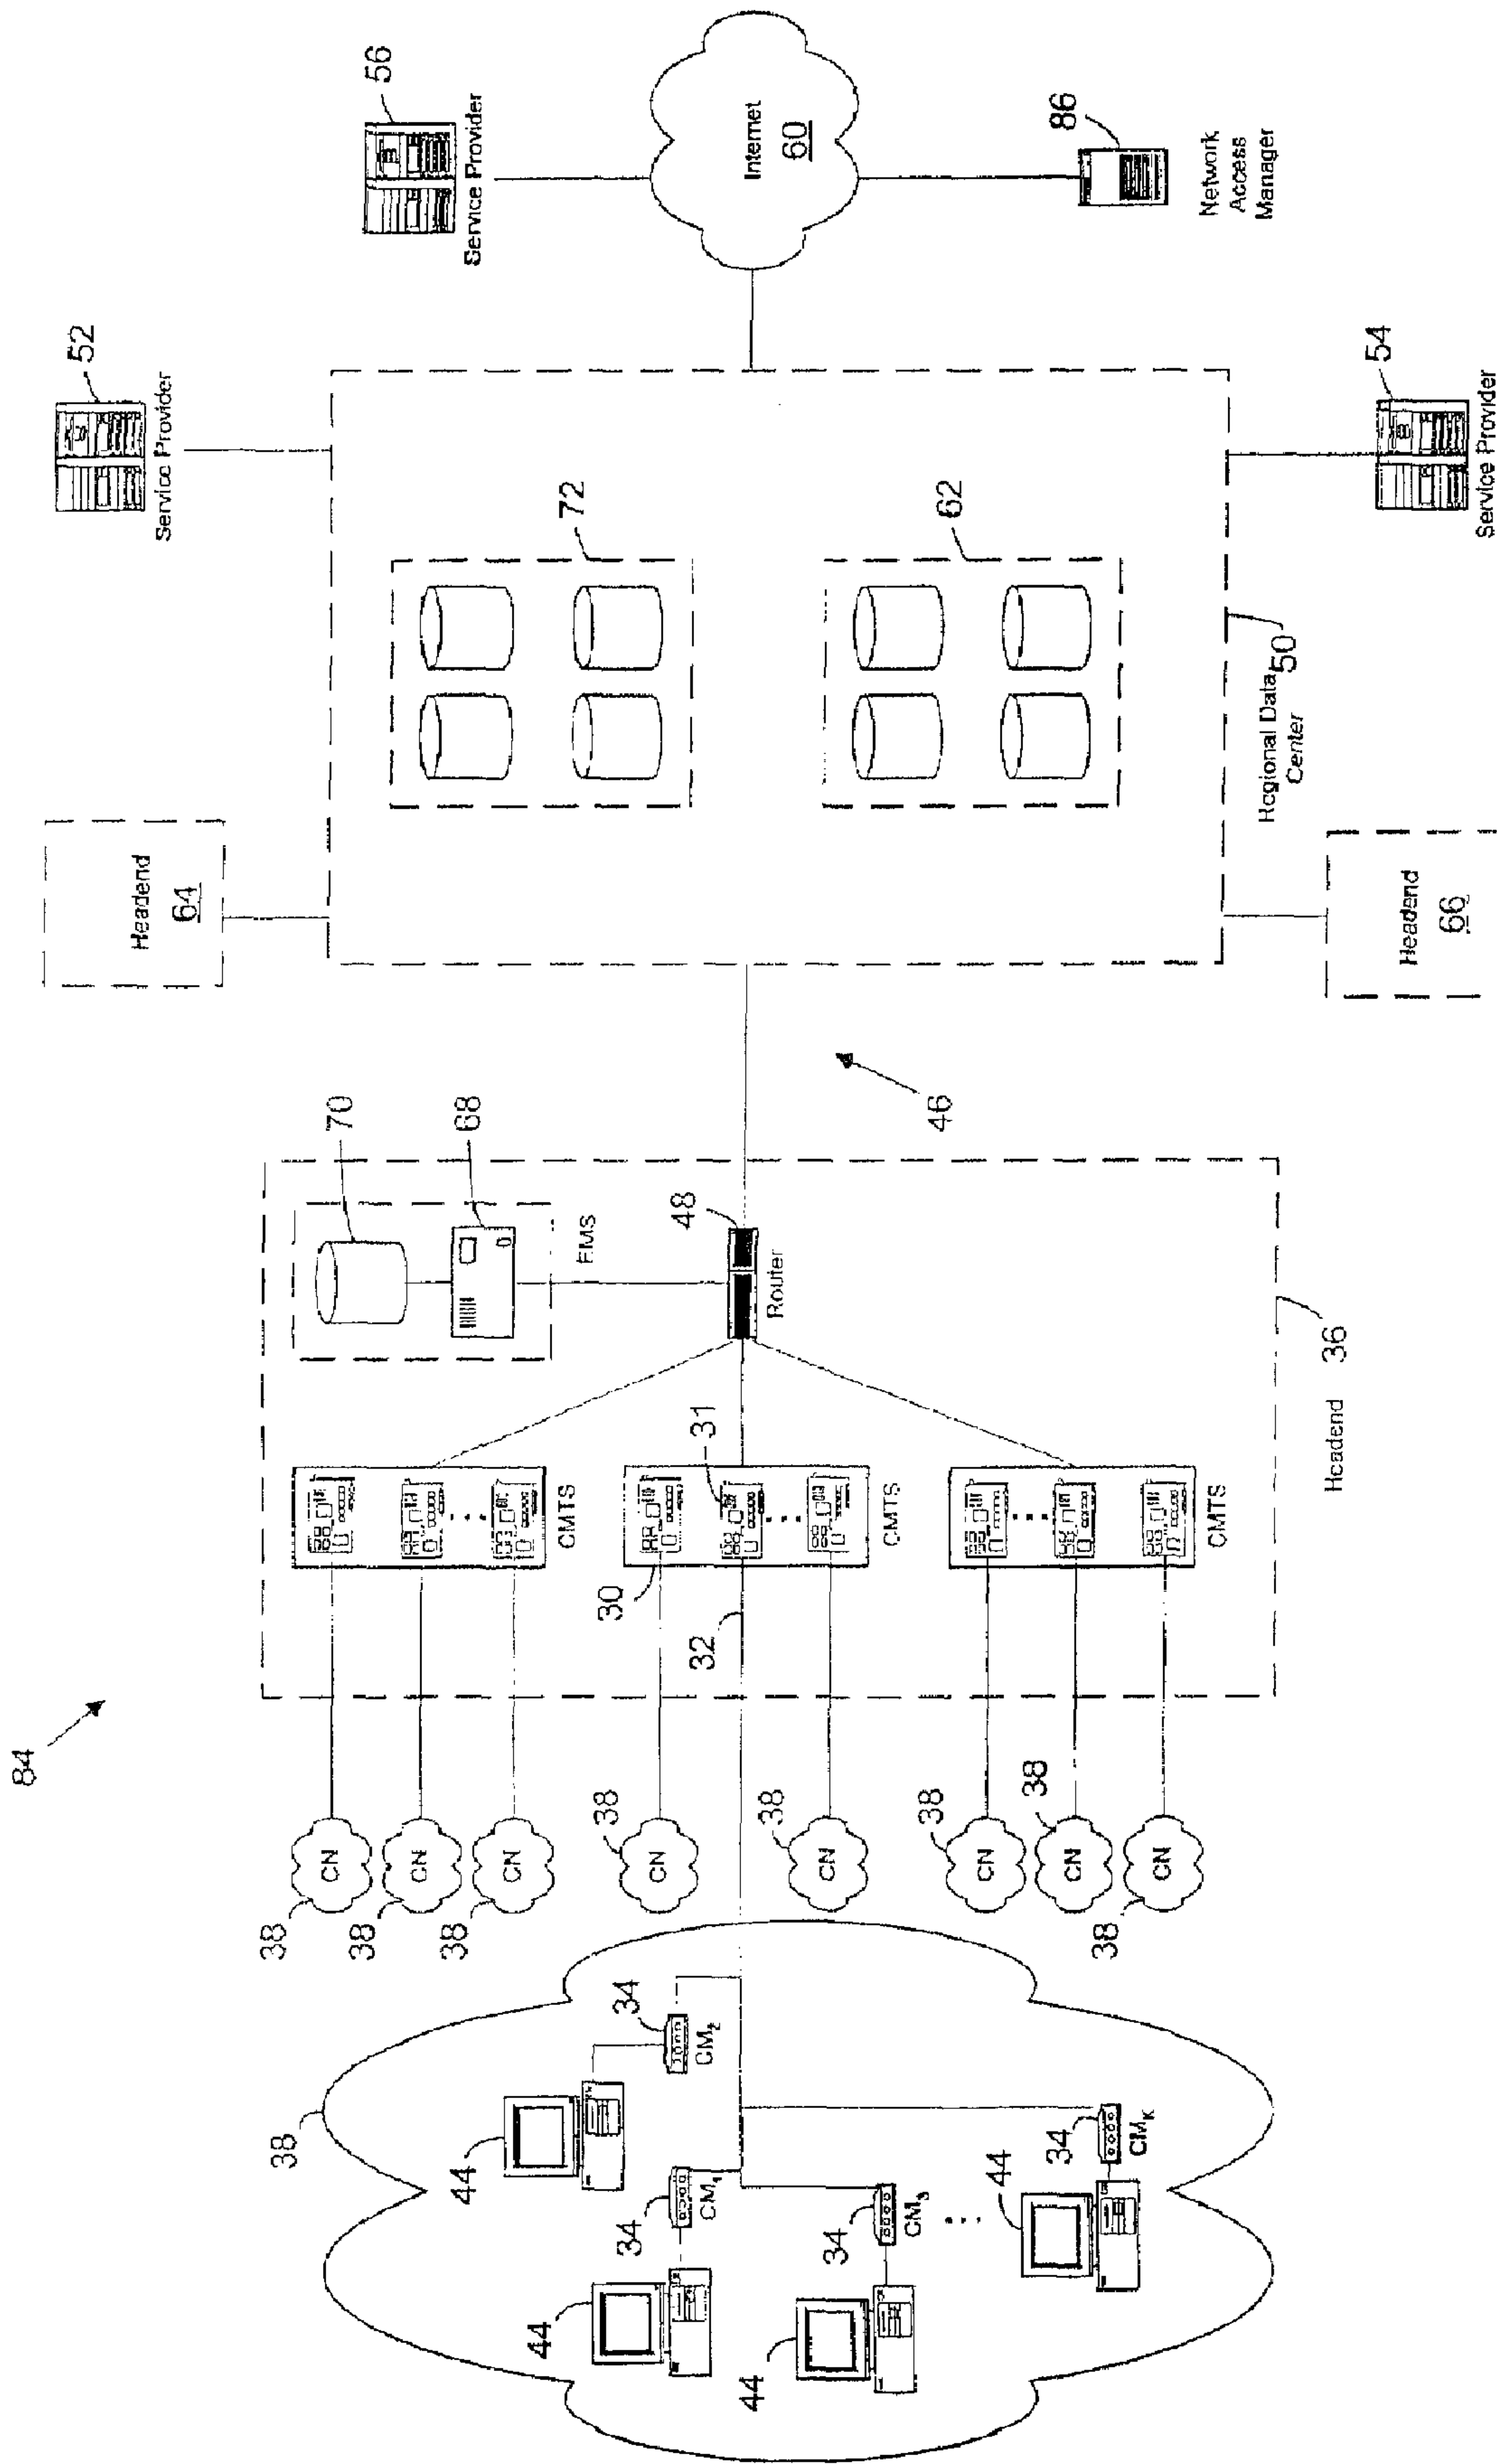 84
38
44
34
CM2
44
34
CM1
44
34
CM3
44
34
CMK
38
CN
38
CN
38
CN
38
CN
38
CN
38
CN
38
CN
38
CN
32
30
31
CMTS
CMTS
CMTS
70
68
EMS
48
Router
Headend 36
46
Headend
64
Headend
66
72
62
Regional Data
Center
50
52
Service Provider
54
Service Provider
56
Service Provider
Internet
60
86
Network
Access
Manager